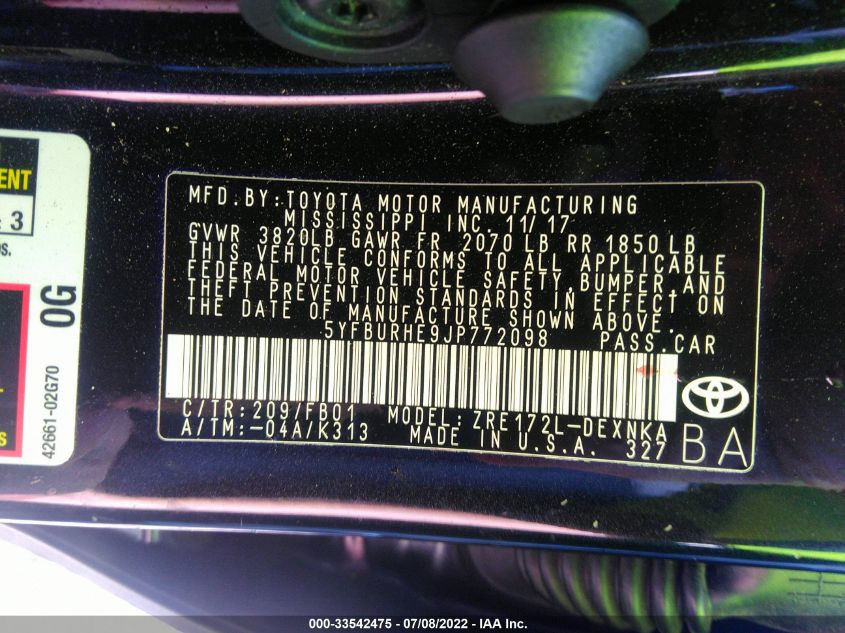 ENT
: 3
os.
0G
42661-02G70
s
MFD.BY:TOYOTA MOTOR MANUFACTURING
MISSISSIPPI INC. 11/17
GVWR 3820LB GAWR FR 2070 LB RR 1850 LB
THIS VEHICLE CONFORMS TO ALL APPLICABLE
FEDERAL MOTOR VEHICLE SAFETY,BUMPER,AND
THEFT PREVENTION STANDARDS IN EFFECT ON
THE DATE OF MANUFACTURE SHOWN ABOVE.
5YFBURHE9JP772098 PASS.CAR
C/TR:209/FB01 MODEL:ZRE172L-DEXNKA
A/TM:-04A/K313 MADE IN U.S.A. 327
BA
000-33542475 - 07/08/2022 - IAA Inc.